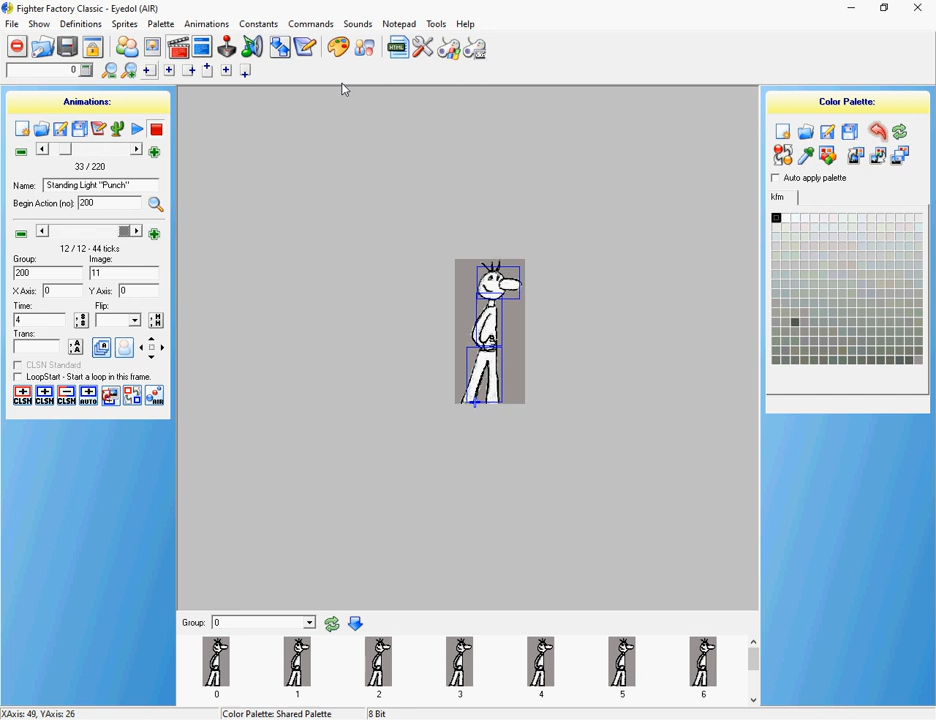 Fighter Factory Classic - Eyedol (AIR)
File Show Definitions Sprites Palette Animations Constants Commands Sounds Notepad Tools Help
0
Animations:
33 / 220
Name: Standing Light "Punch"
Begin Action (no): 200
12 / 12 - 44 ticks
Group: Image:
200 11
X Axis: 0 Y Axis: 0
Time: Flip:
4
Trans:
CLSN Standard
LoopStart - Start a loop in this frame.
CLSN CLSN CLSN AUTO AIR
Color Palette:
Auto apply palette
kfm
Group: 0
0 1 2 3 4 5 6
XAxis: 49, YAxis: 26 Color Palette: Shared Palette 8 Bit